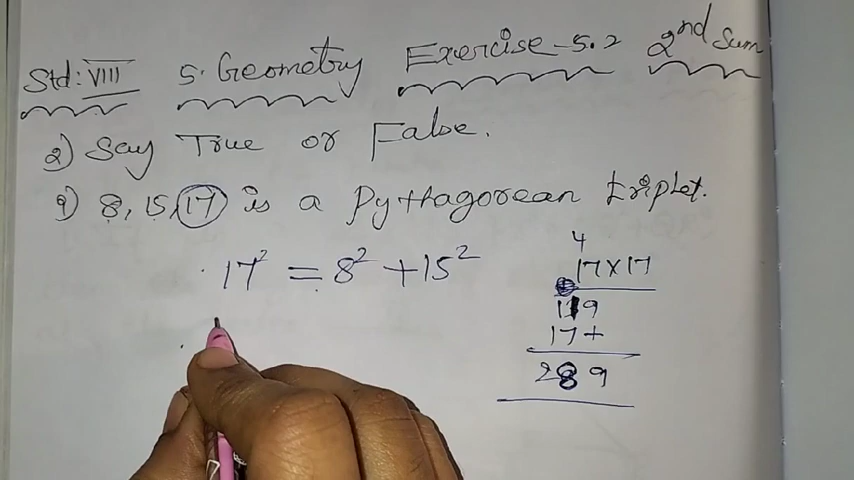 Std: VIII 5. Geometry Exercise-5.2 2nd Sum
2) Say True or False.
i) 8, 15, 17 is a Pythagorean triplet.
17² = 8² + 15²
4
17×17
119
17+
289